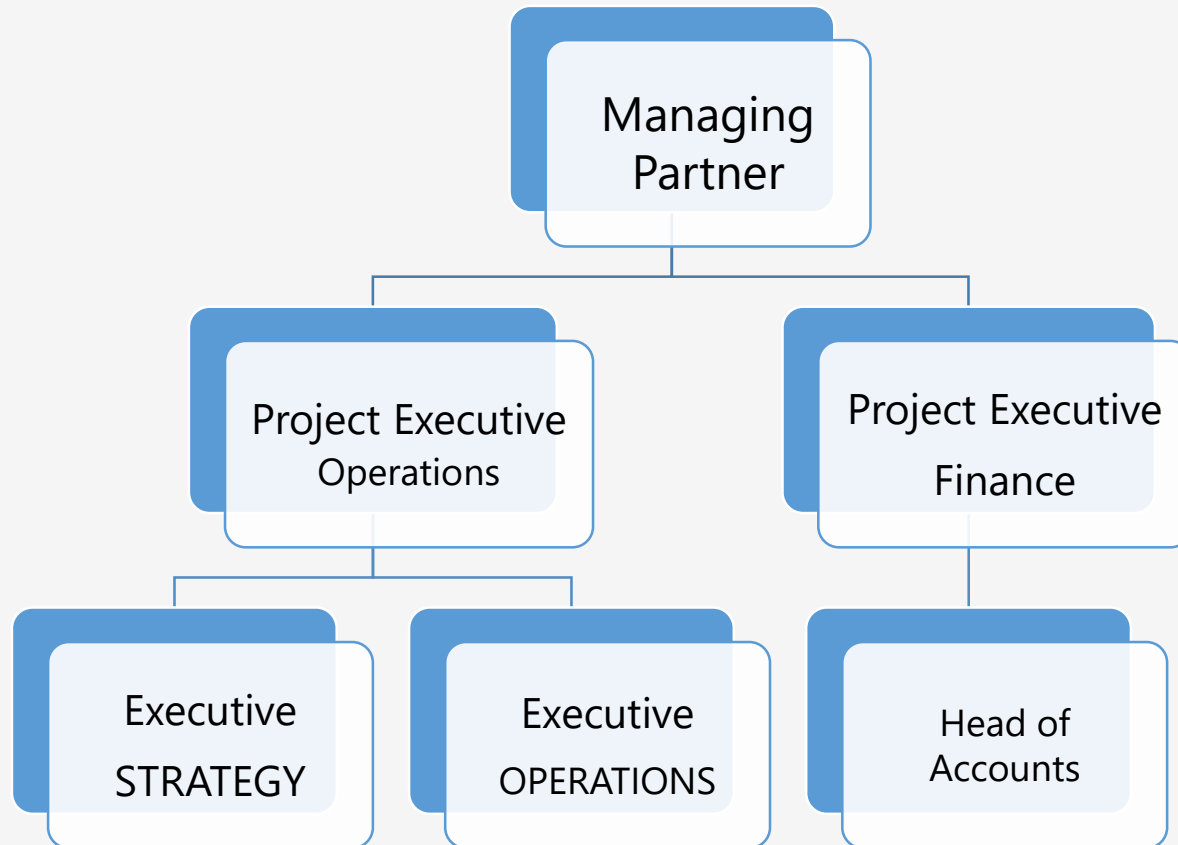 Managing
Partner
Project Executive
Operations
Project Executive
Finance
Executive
STRATEGY
Executive
OPERATIONS
Head of
Accounts